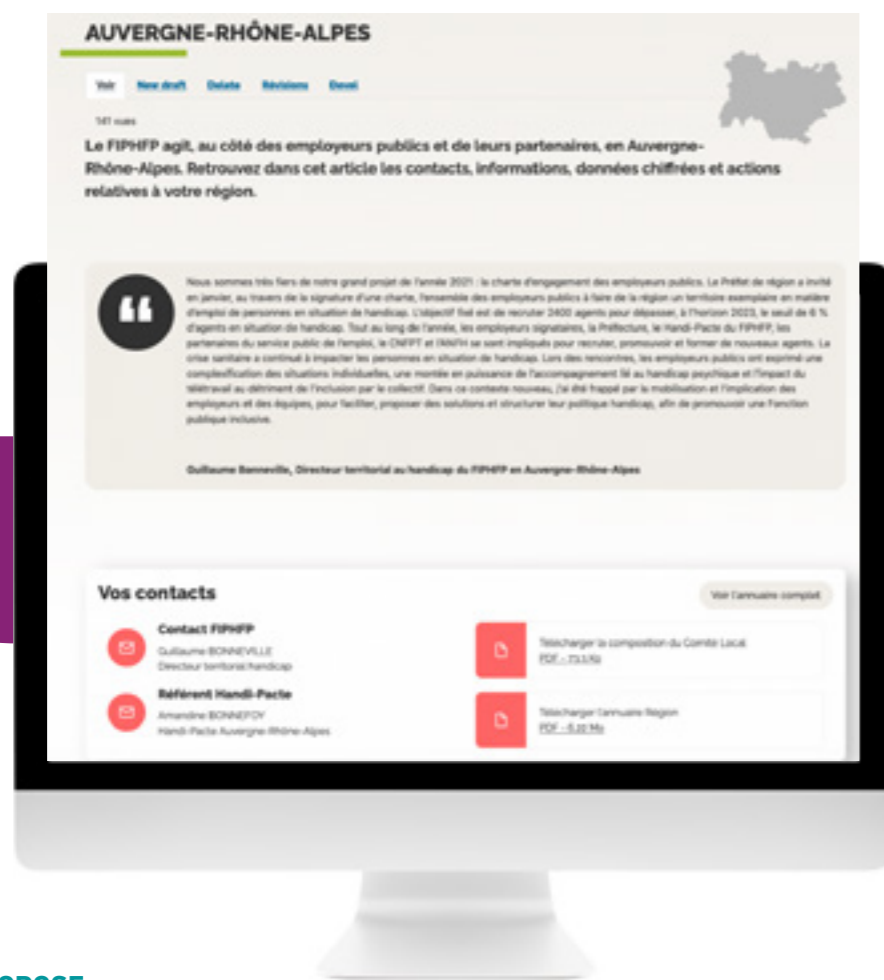 AUVERGNE-RHÔNE-ALPES
Voir New draft Delete Révisions Devel
141 vues
Le FIPHFP agit, au côté des employeurs publics et de leurs partenaires, en Auvergne-
Rhône-Alpes. Retrouvez dans cet article les contacts, informations, données chiffrées et actions
relatives à votre région.
Nous sommes très fiers de notre grand projet de l'année 2021 : la charte d'engagement des employeurs publics. Le Préfet de région a invité
en janvier, au travers de la signature d'une charte, l'ensemble des employeurs publics à faire de la région un territoire exemplaire en matière
d'emploi de personnes en situation de handicap. L'objectif fixé est de recruter 2400 agents pour dépasser, à l'horizon 2023, le seuil de 6 %
d'agents en situation de handicap. Tout au long de l'année, les employeurs signataires, la Préfecture, le Handi-Pacte du FIPHFP, les
partenaires du service public de l'emploi, le CNFPT et l'ANFH se sont impliqués pour recruter, promouvoir et former de nouveaux agents. La
crise sanitaire a continué à impacter les personnes en situation de handicap. Lors des rencontres, les employeurs publics ont exprimé une
complexification des situations individuelles, une montée en puissance de l'accompagnement lié au handicap psychique et l'impact du
télétravail au détriment de l'inclusion par le collectif. Dans ce contexte nouveau, j'ai été frappé par la mobilisation et l'implication des
employeurs et des équipes, pour faciliter, proposer des solutions et structurer leur politique handicap, afin de promouvoir une Fonction
publique inclusive.
Guillaume Bonneville, Directeur territorial au handicap du FIPHFP en Auvergne-Rhône-Alpes
Vos contacts
Voir l'annuaire complet
Contact FIPHFP
Guillaume BONNEVILLE
Directeur territorial handicap
Télécharger la composition du Comité Local
PDF - 73.5 Ko
Référent Handi-Pacte
Amandine BONNEFOY
Handi-Pacte Auvergne-Rhône-Alpes
Télécharger l'annuaire Région
PDF - 6.22 Mo